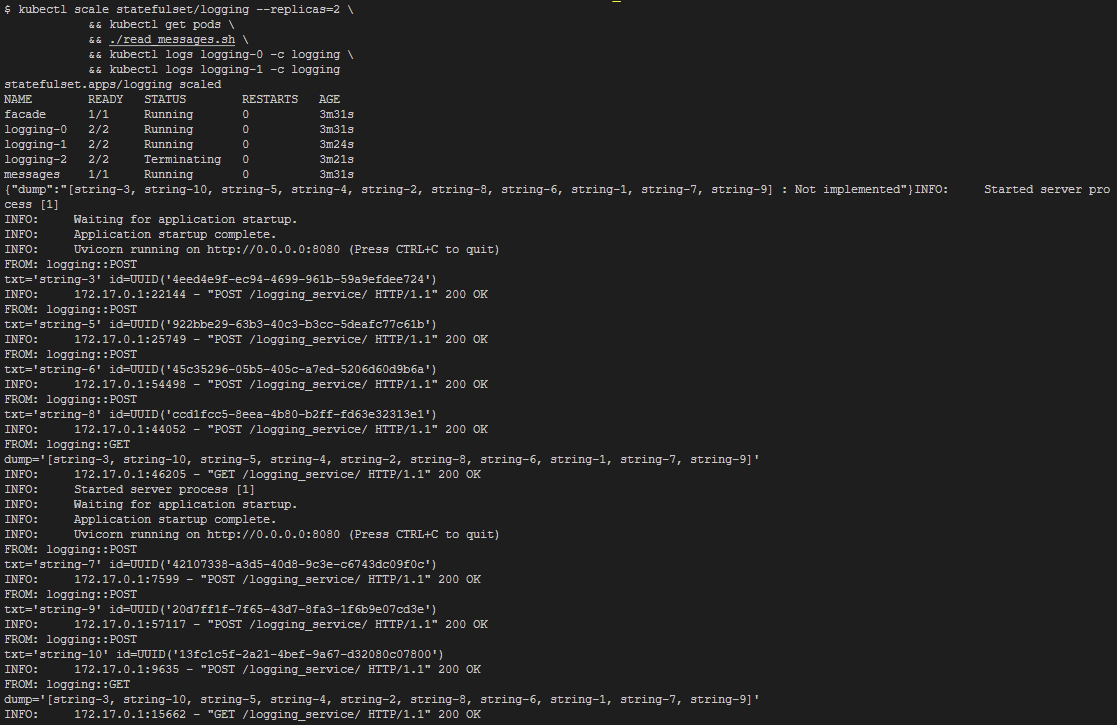 $ kubectl scale statefulset/logging --replicas=2 \
&& kubectl get pods \
&& ./read_messages.sh \
&& kubectl logs logging-0 -c logging \
&& kubectl logs logging-1 -c logging
statefulset.apps/logging scaled
NAME READY STATUS RESTARTS AGE
facade 1/1 Running 0 3m31s
logging-0 2/2 Running 0 3m31s
logging-1 2/2 Running 0 3m24s
logging-2 2/2 Terminating 0 3m21s
messages 1/1 Running 0 3m31s
{"dump":"[string-3, string-10, string-5, string-4, string-2, string-8, string-6, string-1, string-7, string-9] : Not implemented"}INFO: Started server pro
cess [1]
INFO: Waiting for application startup.
INFO: Application startup complete.
INFO: Uvicorn running on http://0.0.0.0:8080 (Press CTRL+C to quit)
FROM: logging::POST
txt='string-3' id=UUID('4eed4e9f-ec94-4699-961b-59a9efdee724')
INFO: 172.17.0.1:22144 - "POST /logging_service/ HTTP/1.1" 200 OK
FROM: logging::POST
txt='string-5' id=UUID('922bbe29-63b3-40c3-b3cc-5deafc77c61b')
INFO: 172.17.0.1:25749 - "POST /logging_service/ HTTP/1.1" 200 OK
FROM: logging::POST
txt='string-6' id=UUID('45c35296-05b5-405c-a7ed-5206d60d9b6a')
INFO: 172.17.0.1:54498 - "POST /logging_service/ HTTP/1.1" 200 OK
FROM: logging::POST
txt='string-8' id=UUID('ccd1fcc5-8eea-4b80-b2ff-fd63e32313e1')
INFO: 172.17.0.1:44052 - "POST /logging_service/ HTTP/1.1" 200 OK
FROM: logging::GET
dump='[string-3, string-10, string-5, string-4, string-2, string-8, string-6, string-1, string-7, string-9]'
INFO: 172.17.0.1:46205 - "GET /logging_service/ HTTP/1.1" 200 OK
INFO: Started server process [1]
INFO: Waiting for application startup.
INFO: Application startup complete.
INFO: Uvicorn running on http://0.0.0.0:8080 (Press CTRL+C to quit)
FROM: logging::POST
txt='string-7' id=UUID('42107338-a3d5-40d8-9c3e-c6743dc09f0c')
INFO: 172.17.0.1:7599 - "POST /logging_service/ HTTP/1.1" 200 OK
FROM: logging::POST
txt='string-9' id=UUID('20d7ff1f-7f65-43d7-8fa3-1f6b9e07cd3e')
INFO: 172.17.0.1:57117 - "POST /logging_service/ HTTP/1.1" 200 OK
FROM: logging::POST
txt='string-10' id=UUID('13fc1c5f-2a21-4bef-9a67-d32080c07800')
INFO: 172.17.0.1:9635 - "POST /logging_service/ HTTP/1.1" 200 OK
FROM: logging::GET
dump='[string-3, string-10, string-5, string-4, string-2, string-8, string-6, string-1, string-7, string-9]'
INFO: 172.17.0.1:15662 - "GET /logging_service/ HTTP/1.1" 200 OK